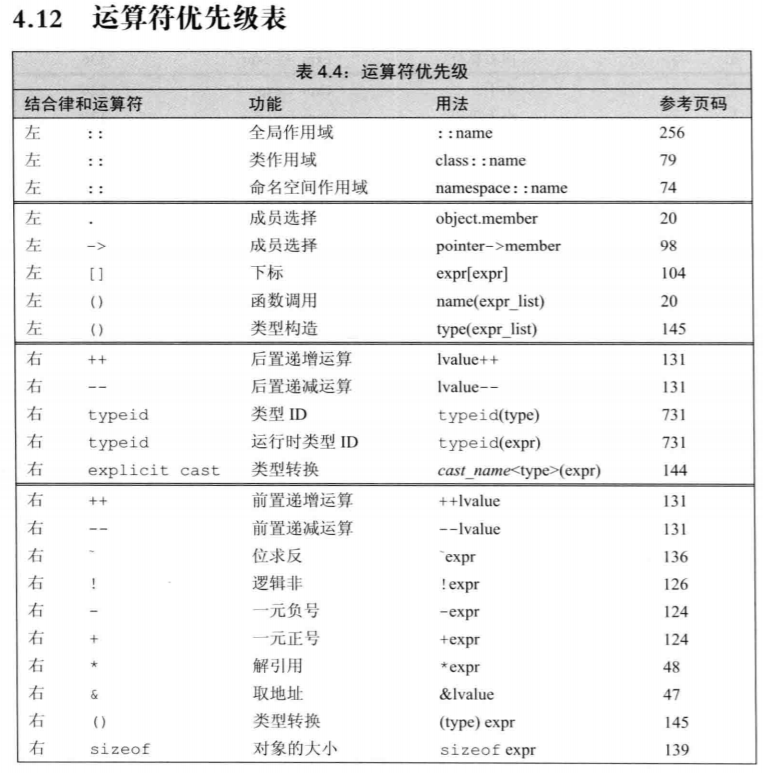 4.12 运算符优先级表
表 4.4：运算符优先级
结合律和运算符 功能 用法 参考页码
左 :: 全局作用域 ::name 256
左 :: 类作用域 class::name 79
左 :: 命名空间作用域 namespace::name 74
左 . 成员选择 object.member 20
左 -> 成员选择 pointer->member 98
左 [] 下标 expr[expr] 104
左 () 函数调用 name(expr_list) 20
左 () 类型构造 type(expr_list) 145
右 ++ 后置递增运算 lvalue++ 131
右 -- 后置递减运算 lvalue-- 131
右 typeid 类型 ID typeid(type) 731
右 typeid 运行时类型 ID typeid(expr) 731
右 explicit cast 类型转换 cast_name<type>(expr) 144
右 ++ 前置递增运算 ++lvalue 131
右 -- 前置递减运算 --lvalue 131
右 ~ 位求反 ~expr 136
右 ! 逻辑非 !expr 126
右 - 一元负号 -expr 124
右 + 一元正号 +expr 124
右 * 解引用 *expr 48
右 & 取地址 &lvalue 47
右 () 类型转换 (type) expr 145
右 sizeof 对象的大小 sizeof expr 139